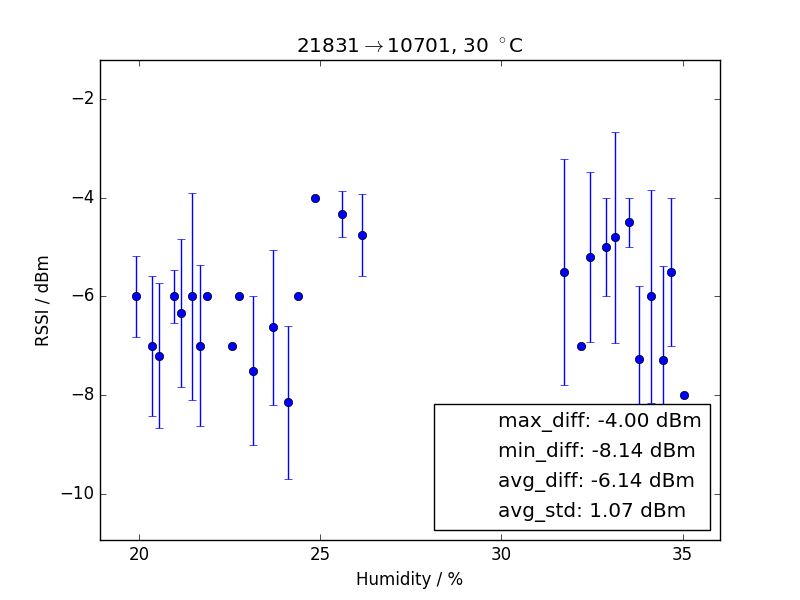 21831→10701, 30 °C
−2
−4
−6
−8
−10
RSSI / dBm
max_diff: -4.00 dBm
min_diff: -8.14 dBm
avg_diff: -6.14 dBm
avg_std: 1.07 dBm
20 25 30 35
Humidity / %